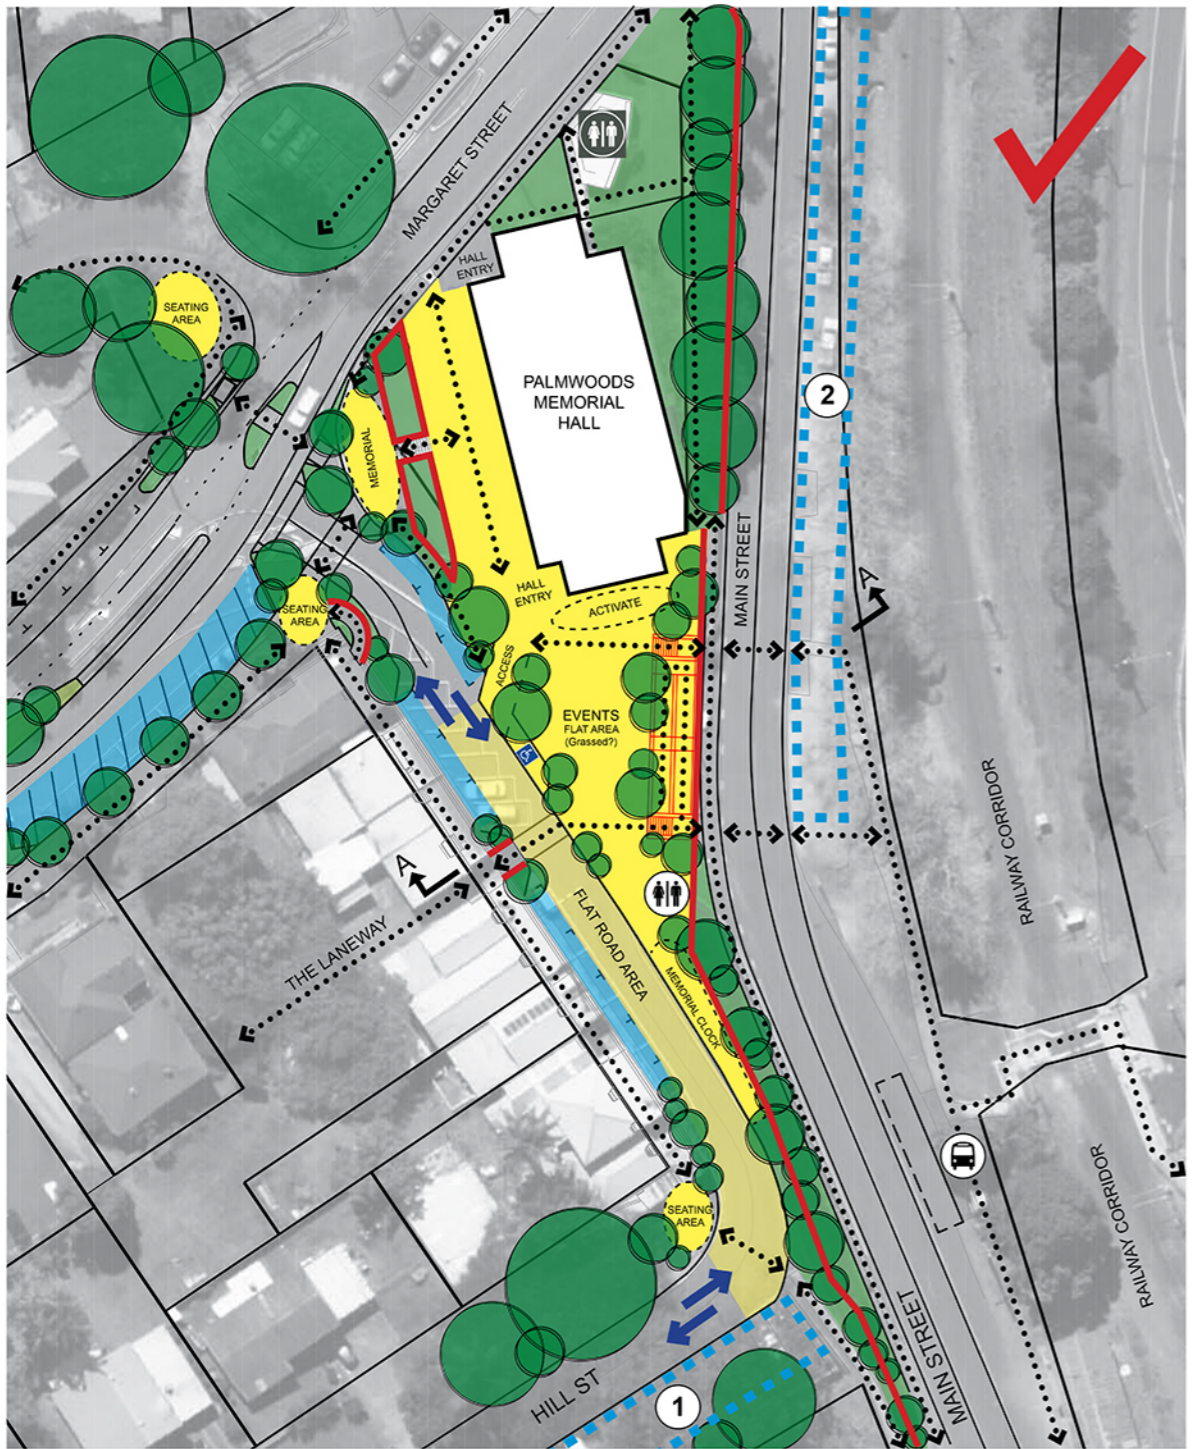 MARGARET STREET
HALL
ENTRY
SEATING
AREA
PALMWOODS
MEMORIAL
HALL
2
MEMORIAL
MAIN STREET
A
HALL
ENTRY
ACTIVATE
SEATING
AREA
ACCESS
EVENTS
FLAT AREA
(Grassed?)
RAILWAY CORRIDOR
A
THE LANEWAY
FLAT ROAD AREA
MEMORIAL CLOCK
SEATING
AREA
RAILWAY CORRIDOR
MAIN STREET
HILL ST
1